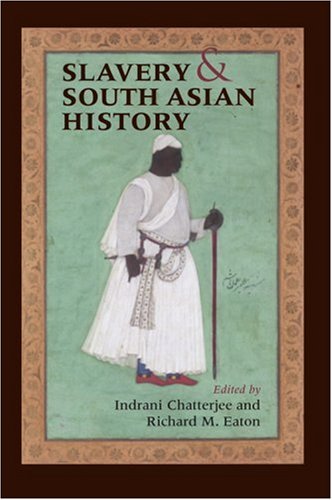 SLAVERY &
SOUTH ASIAN
HISTORY
Edited by
Indrani Chatterjee and
Richard M. Eaton